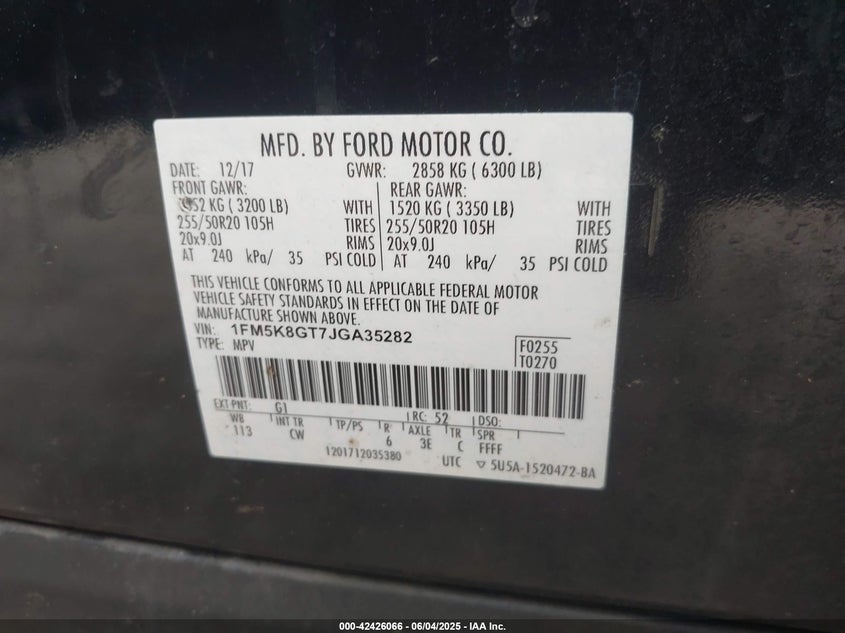 MFD. BY FORD MOTOR CO.
DATE: 12/17 GVWR: 2858 KG ( 6300 LB)
FRONT GAWR: REAR GAWR:
52 KG ( 3200 LB) WITH 1520 KG ( 3350 LB) WITH
255/50R20 105H TIRES 255/50R20 105H TIRES
20x9.0J RIMS 20x9.0J RIMS
AT 240 kPa/ 35 PSI COLD AT 240 kPa/ 35 PSI COLD
THIS VEHICLE CONFORMS TO ALL APPLICABLE FEDERAL MOTOR
VEHICLE SAFETY STANDARDS IN EFFECT ON THE DATE OF
MANUFACTURE SHOWN ABOVE.
VIN: 1FM5K8GT7JGA35282
TYPE: MPV
F0255
T0270
EXT PNT: G1 RC: 52 DSO:
WB INT TR TP/PS R AXLE TR SPR
113 CW 6 3E C FFFF
1201712035380 UTC ▽ 5U5A-1520472-BA
000-42426066 - 06/04/2025 - IAA Inc.